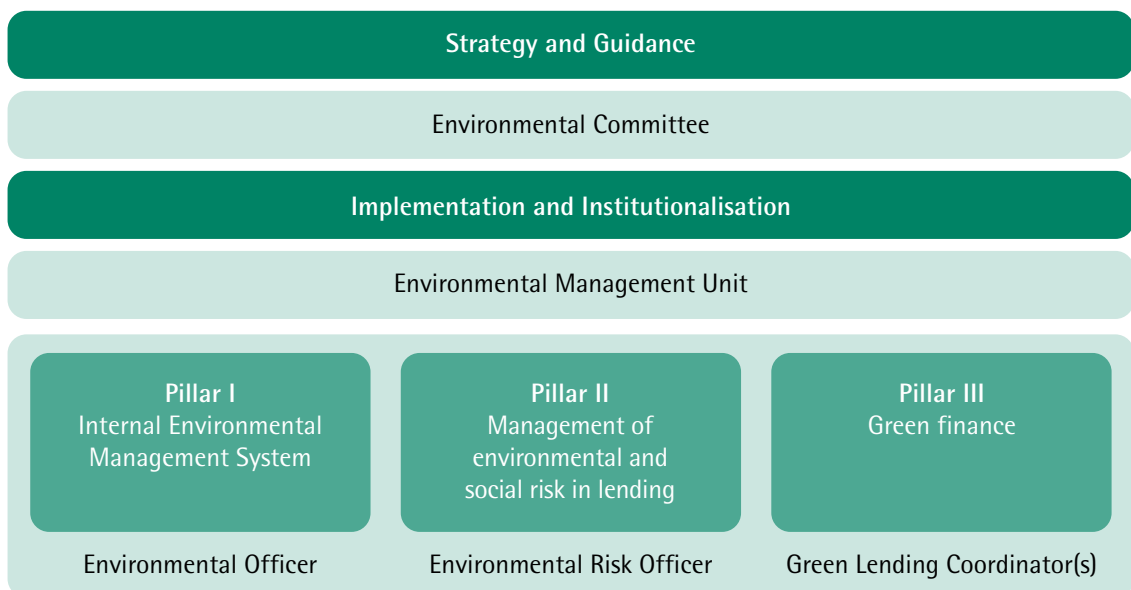 Strategy and Guidance
Environmental Committee
Implementation and Institutionalisation
Environmental Management Unit
Pillar I
Internal Environmental
Management System
Pillar II
Management of
environmental and
social risk in lending
Pillar III
Green finance
Environmental Officer
Environmental Risk Officer
Green Lending Coordinator(s)